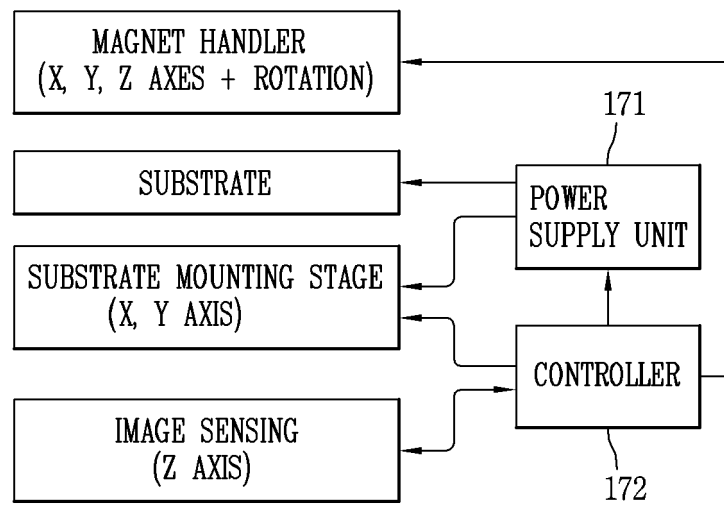 MAGNET HANDLER
(X, Y, Z AXES + ROTATION)
171
SUBSTRATE
POWER
SUPPLY UNIT
SUBSTRATE MOUNTING STAGE
(X, Y AXIS)
CONTROLLER
IMAGE SENSING
(Z AXIS)
172